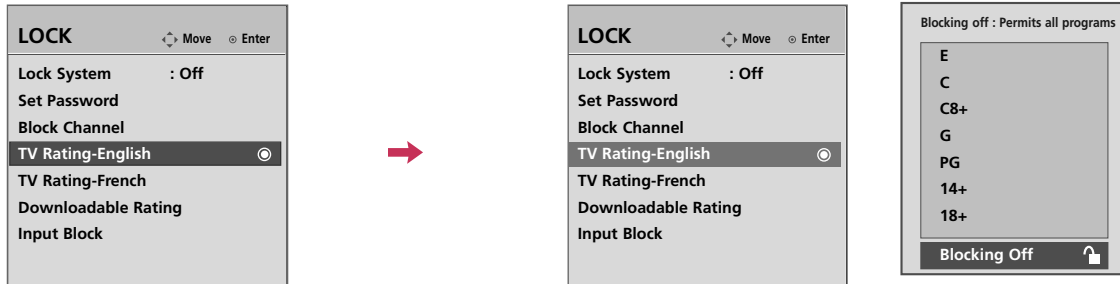 LOCK Move Enter
Lock System : Off
Set Password
Block Channel
TV Rating-English
TV Rating-French
Downloadable Rating
Input Block
LOCK Move Enter
Lock System : Off
Set Password
Block Channel
TV Rating-English
TV Rating-French
Downloadable Rating
Input Block
Blocking off : Permits all programs
E
C
C8+
G
PG
14+
18+
Blocking Off